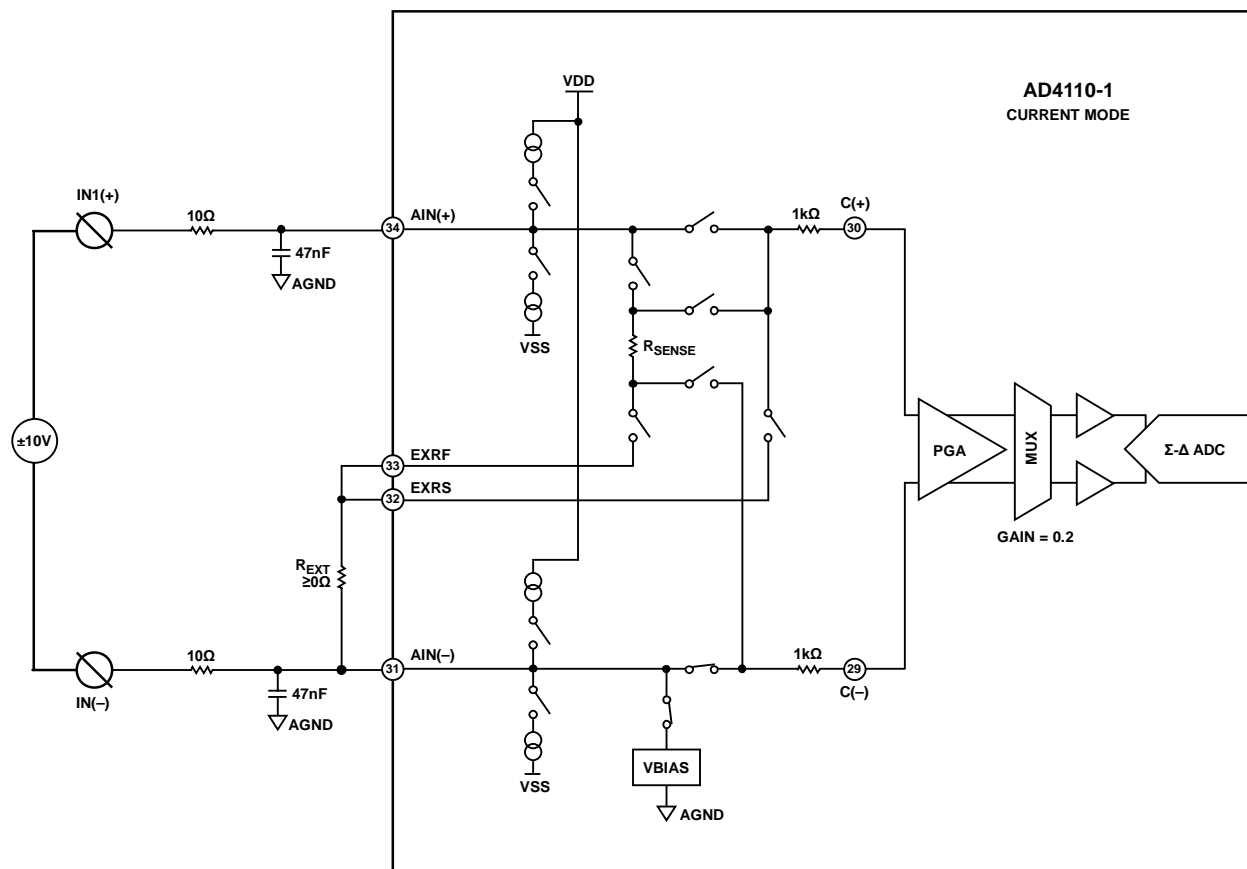 AD4110-1
CURRENT MODE
VDD
IN1(+)
10Ω
34
AIN(+)
47nF
AGND
VSS
1kΩ
C(+)
30
RSENSE
±10V
33
EXRF
32
EXRS
REXT
≥0Ω
PGA
MUX
Σ-Δ ADC
GAIN = 0.2
IN(–)
10Ω
31
AIN(–)
47nF
AGND
VSS
VBIAS
AGND
1kΩ
29
C(–)